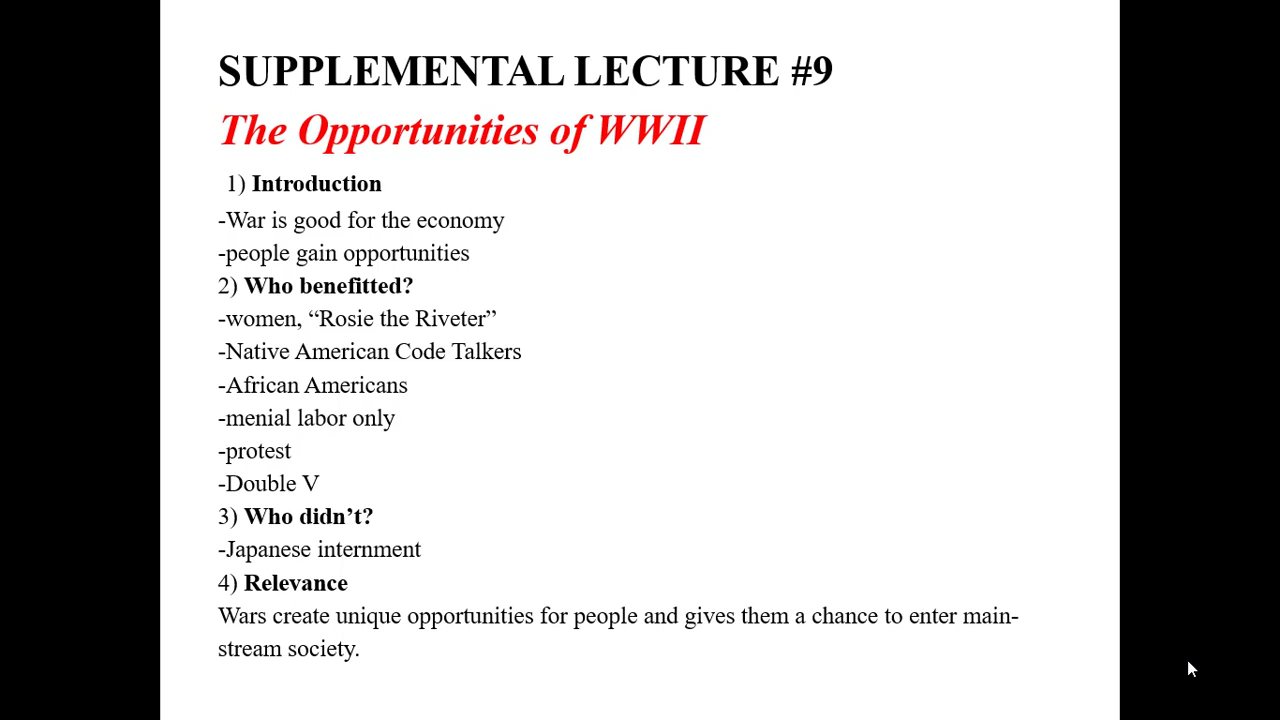 SUPPLEMENTAL LECTURE #9
The Opportunities of WWII
1) Introduction
-War is good for the economy
-people gain opportunities
2) Who benefitted?
-women, “Rosie the Riveter”
-Native American Code Talkers
-African Americans
-menial labor only
-protest
-Double V
3) Who didn’t?
-Japanese internment
4) Relevance
Wars create unique opportunities for people and gives them a chance to enter main-
stream society.